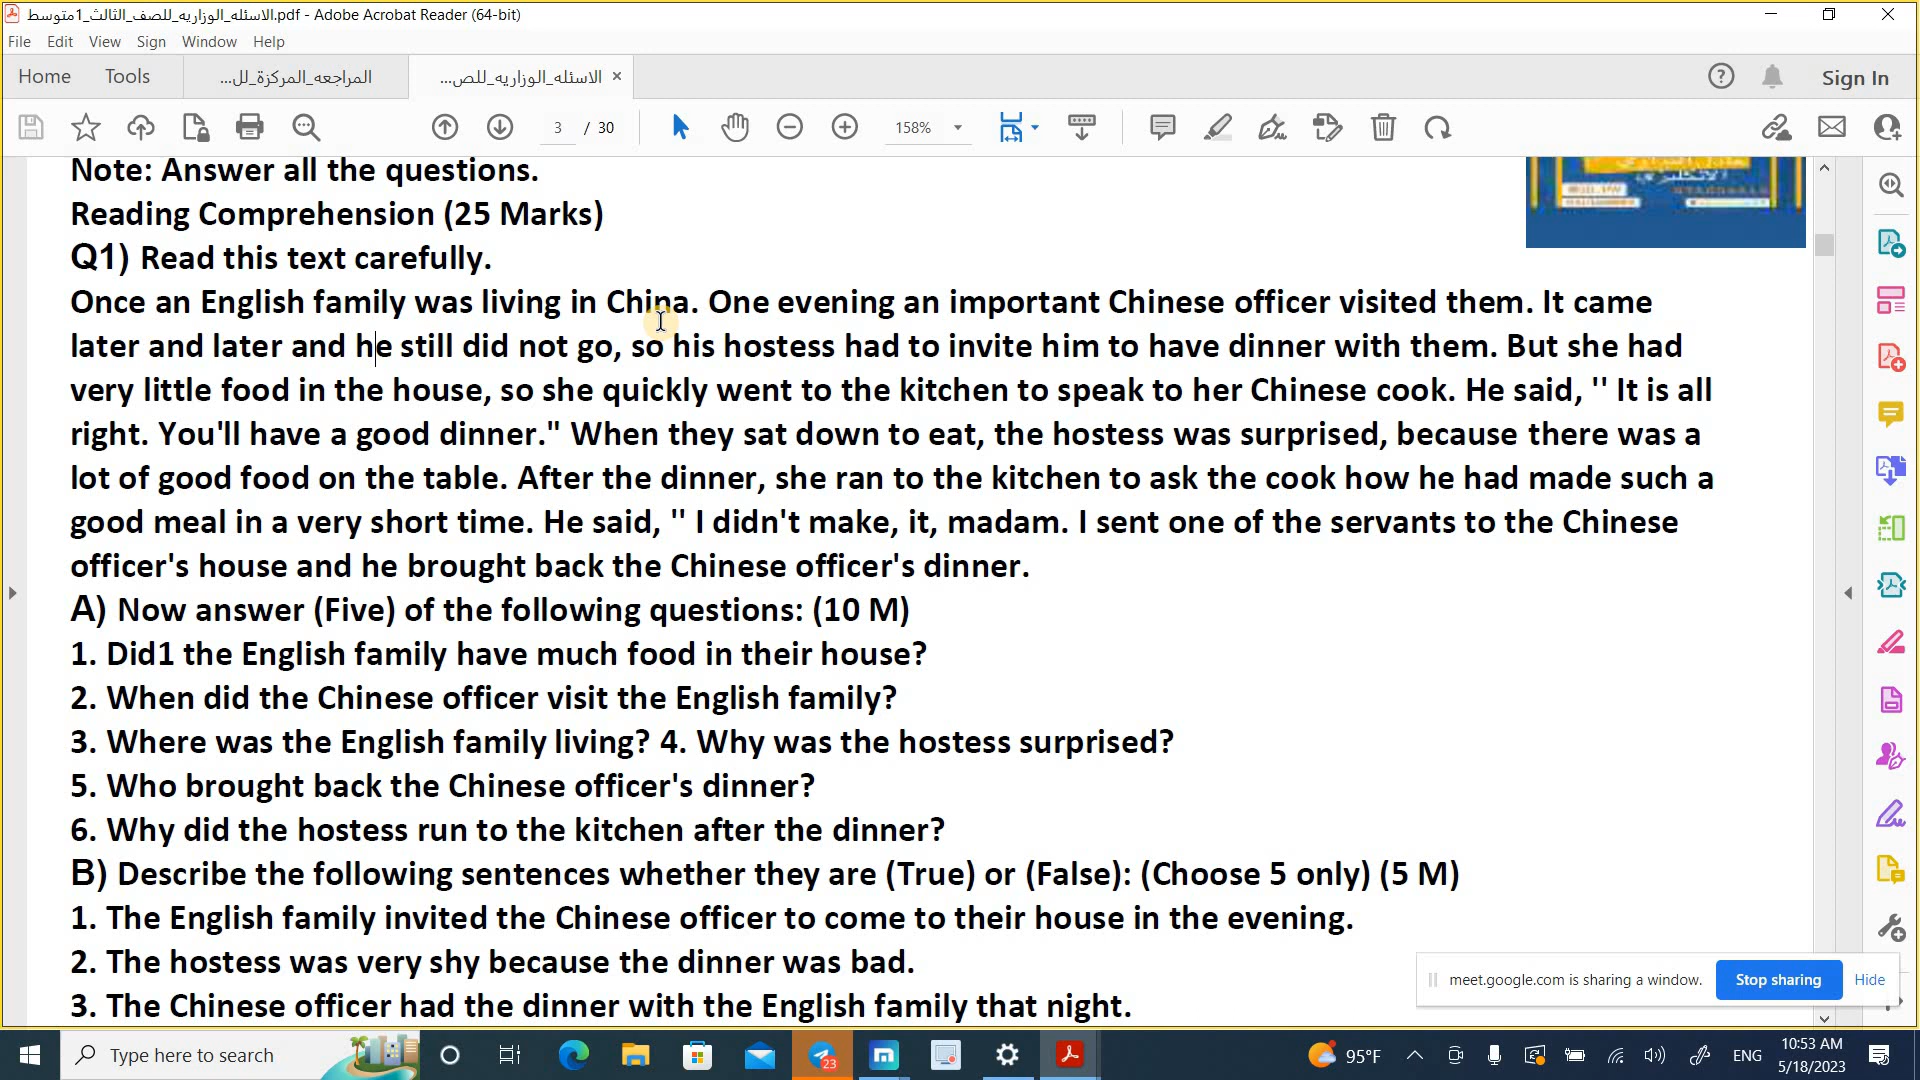 الاسئله_الوزاريه_للصف_الثالث_1متوسط.pdf - Adobe Acrobat Reader (64-bit)
File Edit View Sign Window Help
Home Tools المراجعه_المركزة_لل... الاسئله_الوزاريه_للص... Sign In
3 / 30 158%
Note: Answer all the questions.
Reading Comprehension (25 Marks)
Q1) Read this text carefully.
Once an English family was living in China. One evening an important Chinese officer visited them. It came
later and later and he still did not go, so his hostess had to invite him to have dinner with them. But she had
very little food in the house, so she quickly went to the kitchen to speak to her Chinese cook. He said, '' It is all
right. You'll have a good dinner." When they sat down to eat, the hostess was surprised, because there was a
lot of good food on the table. After the dinner, she ran to the kitchen to ask the cook how he had made such a
good meal in a very short time. He said, '' I didn't make, it, madam. I sent one of the servants to the Chinese
officer's house and he brought back the Chinese officer's dinner.
A) Now answer (Five) of the following questions: (10 M)
1. Did1 the English family have much food in their house?
2. When did the Chinese officer visit the English family?
3. Where was the English family living? 4. Why was the hostess surprised?
5. Who brought back the Chinese officer's dinner?
6. Why did the hostess run to the kitchen after the dinner?
B) Describe the following sentences whether they are (True) or (False): (Choose 5 only) (5 M)
1. The English family invited the Chinese officer to come to their house in the evening.
2. The hostess was very shy because the dinner was bad.
3. The Chinese officer had the dinner with the English family that night.
meet.google.com is sharing a window. Stop sharing Hide
Type here to search 23 95°F ENG 10:53 AM
5/18/2023